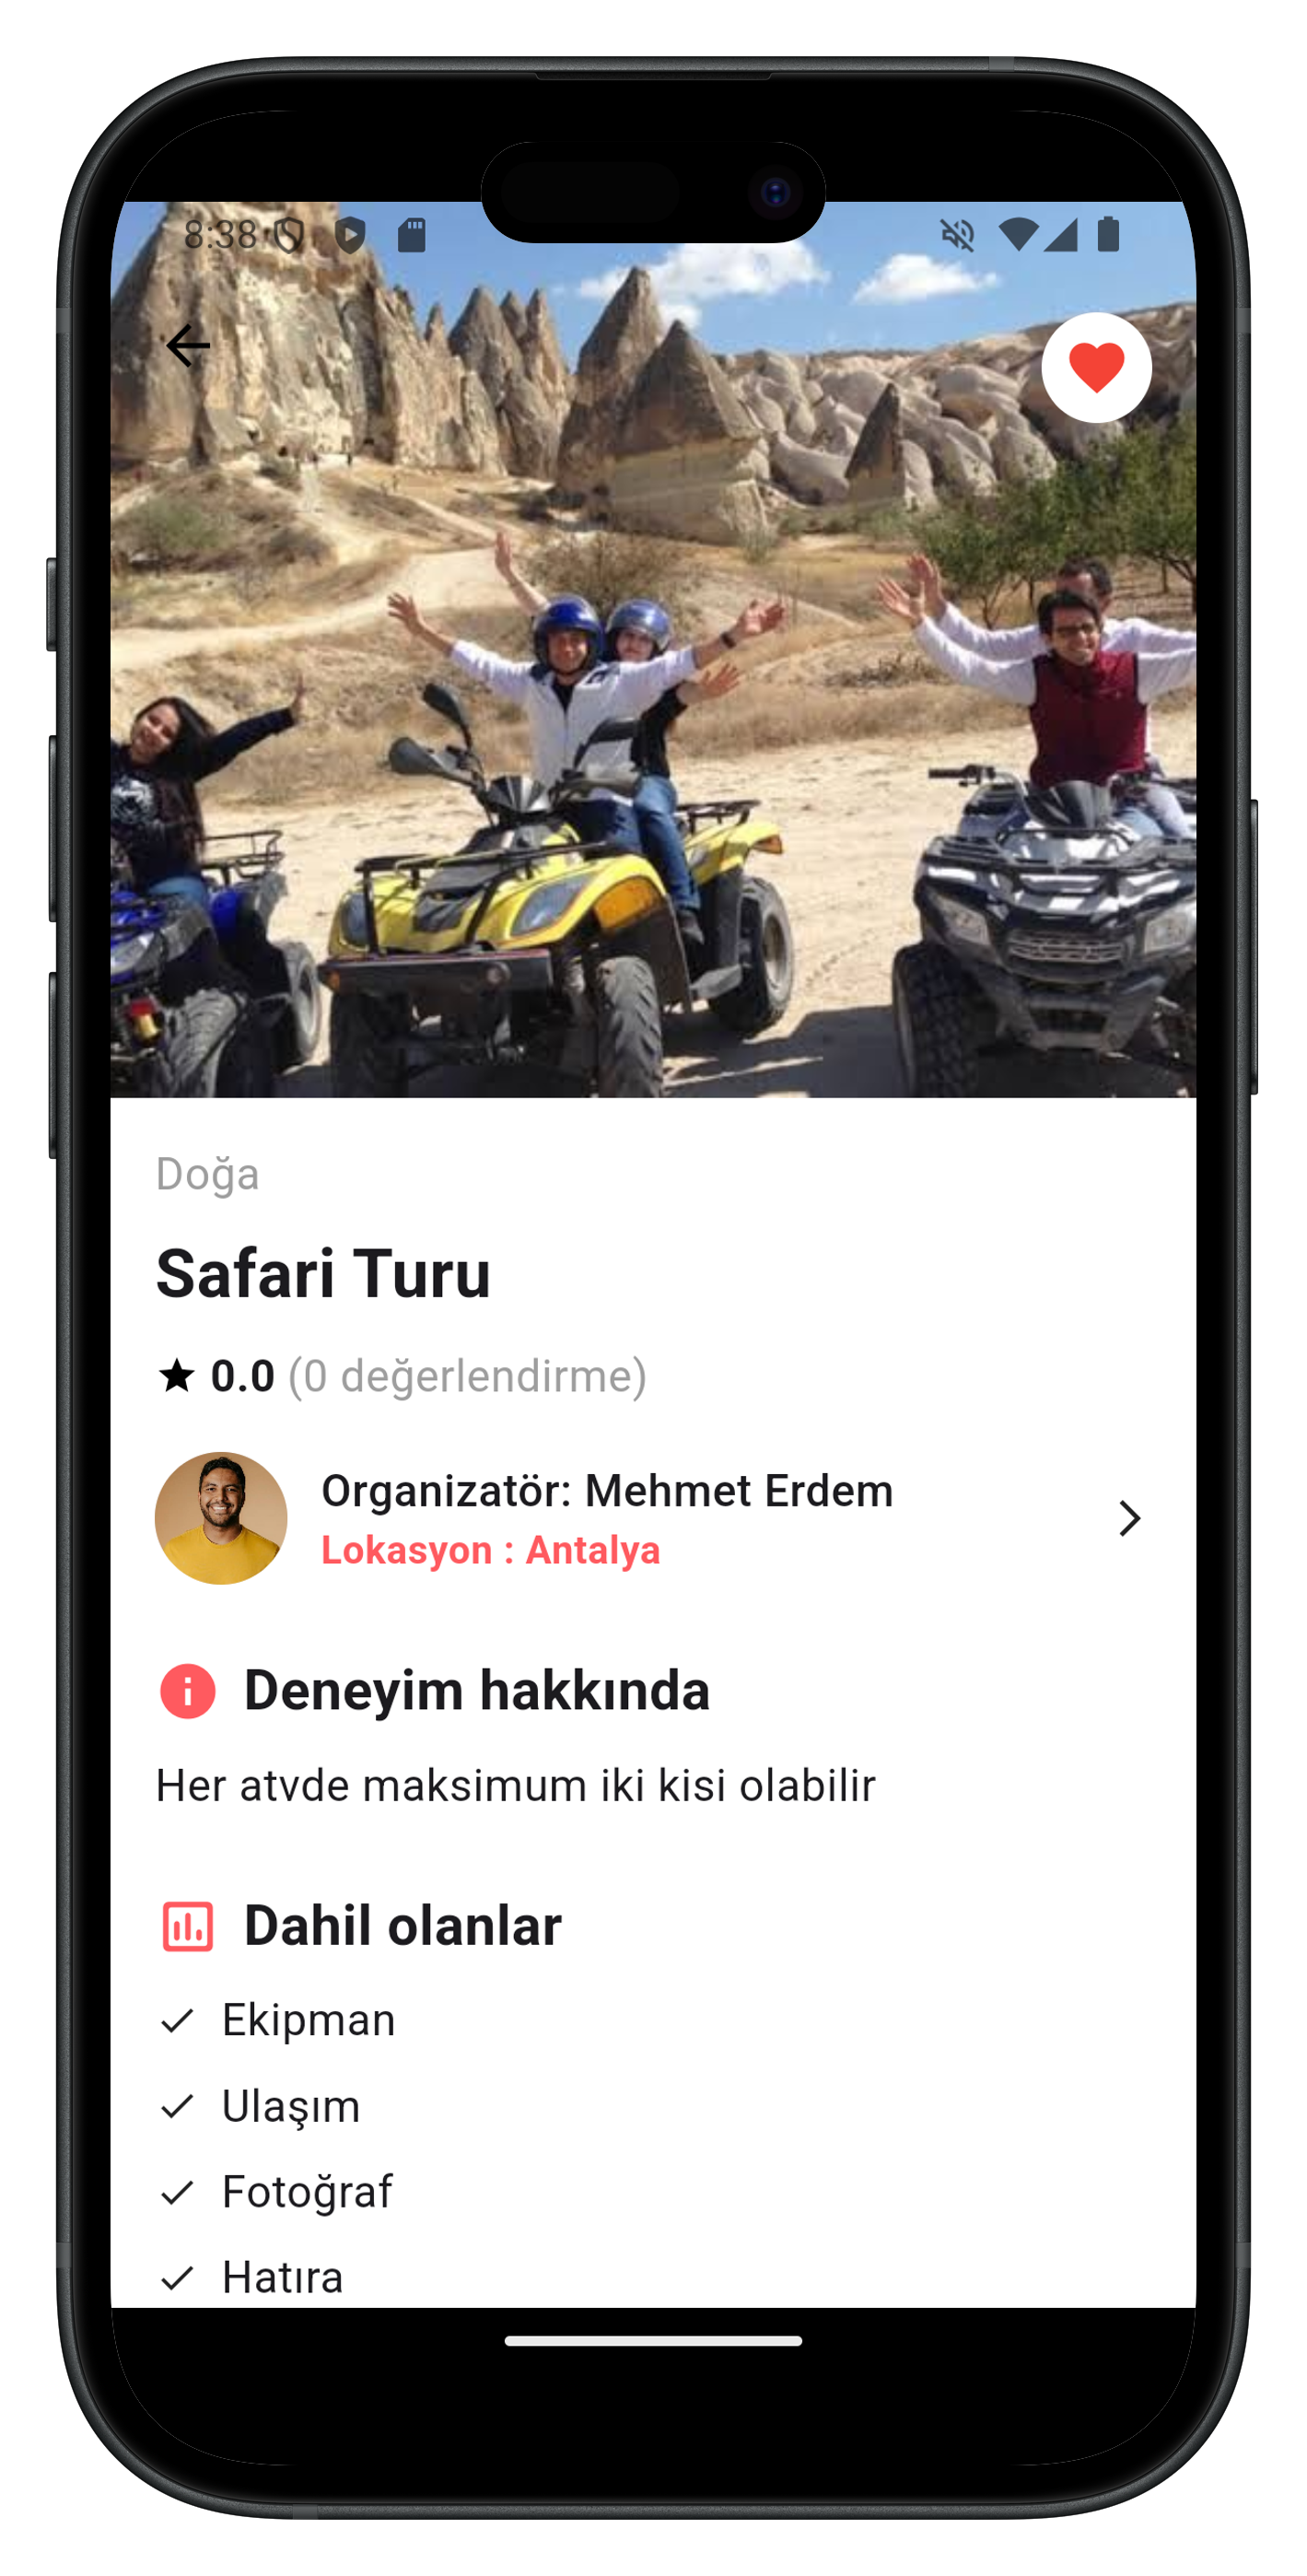 8:38
Doğa
Safari Turu
0.0 (0 değerlendirme)
Organizatör: Mehmet Erdem
Lokasyon : Antalya
Deneyim hakkında
Her atvde maksimum iki kisi olabilir
Dahil olanlar
Ekipman
Ulaşım
Fotoğraf
Hatıra